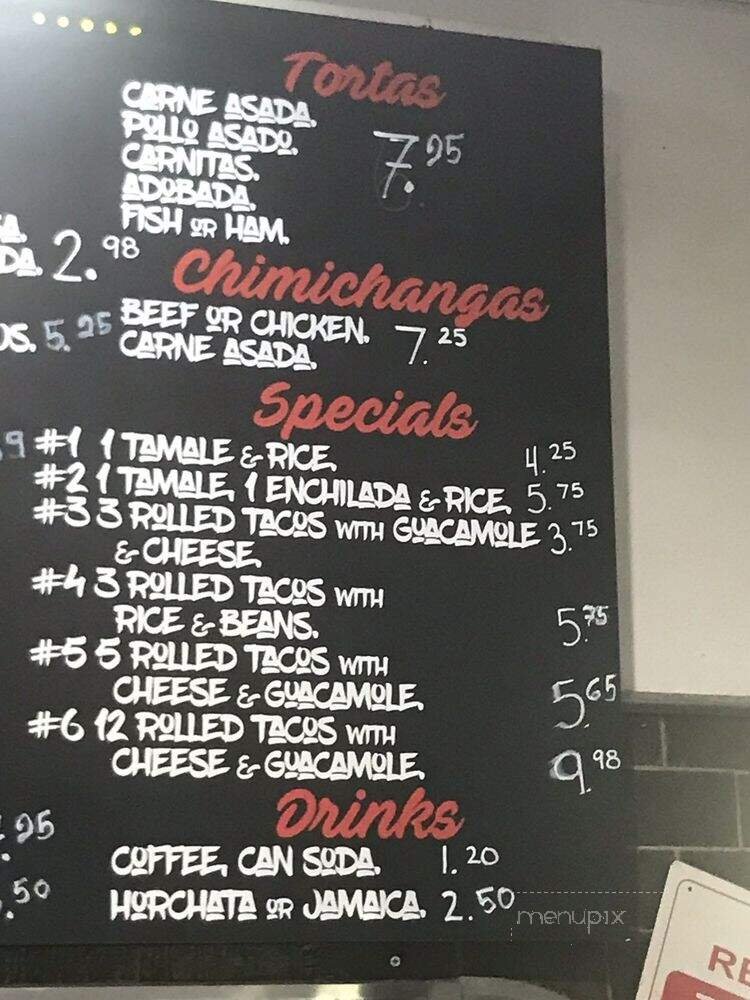 Tortas
CARNE ASADA.
POLLO ASADO. 7.95
CARNITAS.
ADOBADA.
FISH OR HAM.
DA. 2.98
Chimichangas
BEEF OR CHICKEN. 7.25
OS. 5.25
CARNE ASADA.
Specials
9
#1 1 TAMALE & RICE. 4.25
#2 1 TAMALE, 1 ENCHILADA & RICE. 5.75
#3 3 ROLLED TACOS WITH GUACAMOLE 3.75
& CHEESE.
#4 3 ROLLED TACOS WITH
RICE & BEANS. 5.75
#5 5 ROLLED TACOS WITH
CHEESE & GUACAMOLE. 5.65
#6 12 ROLLED TACOS WITH
CHEESE & GUACAMOLE. 9.98
Drinks
.95
COFFEE, CAN SODA. 1.20
.50
HORCHATA OR JAMAICA. 2.50
menupix
RE